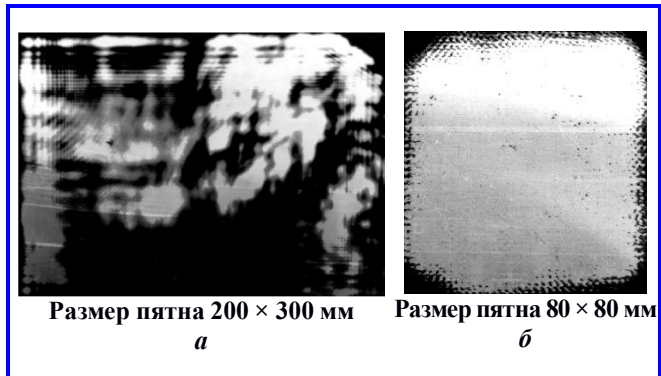 Размер пятна 200 × 300 мм
а
Размер пятна 80 × 80 мм
б